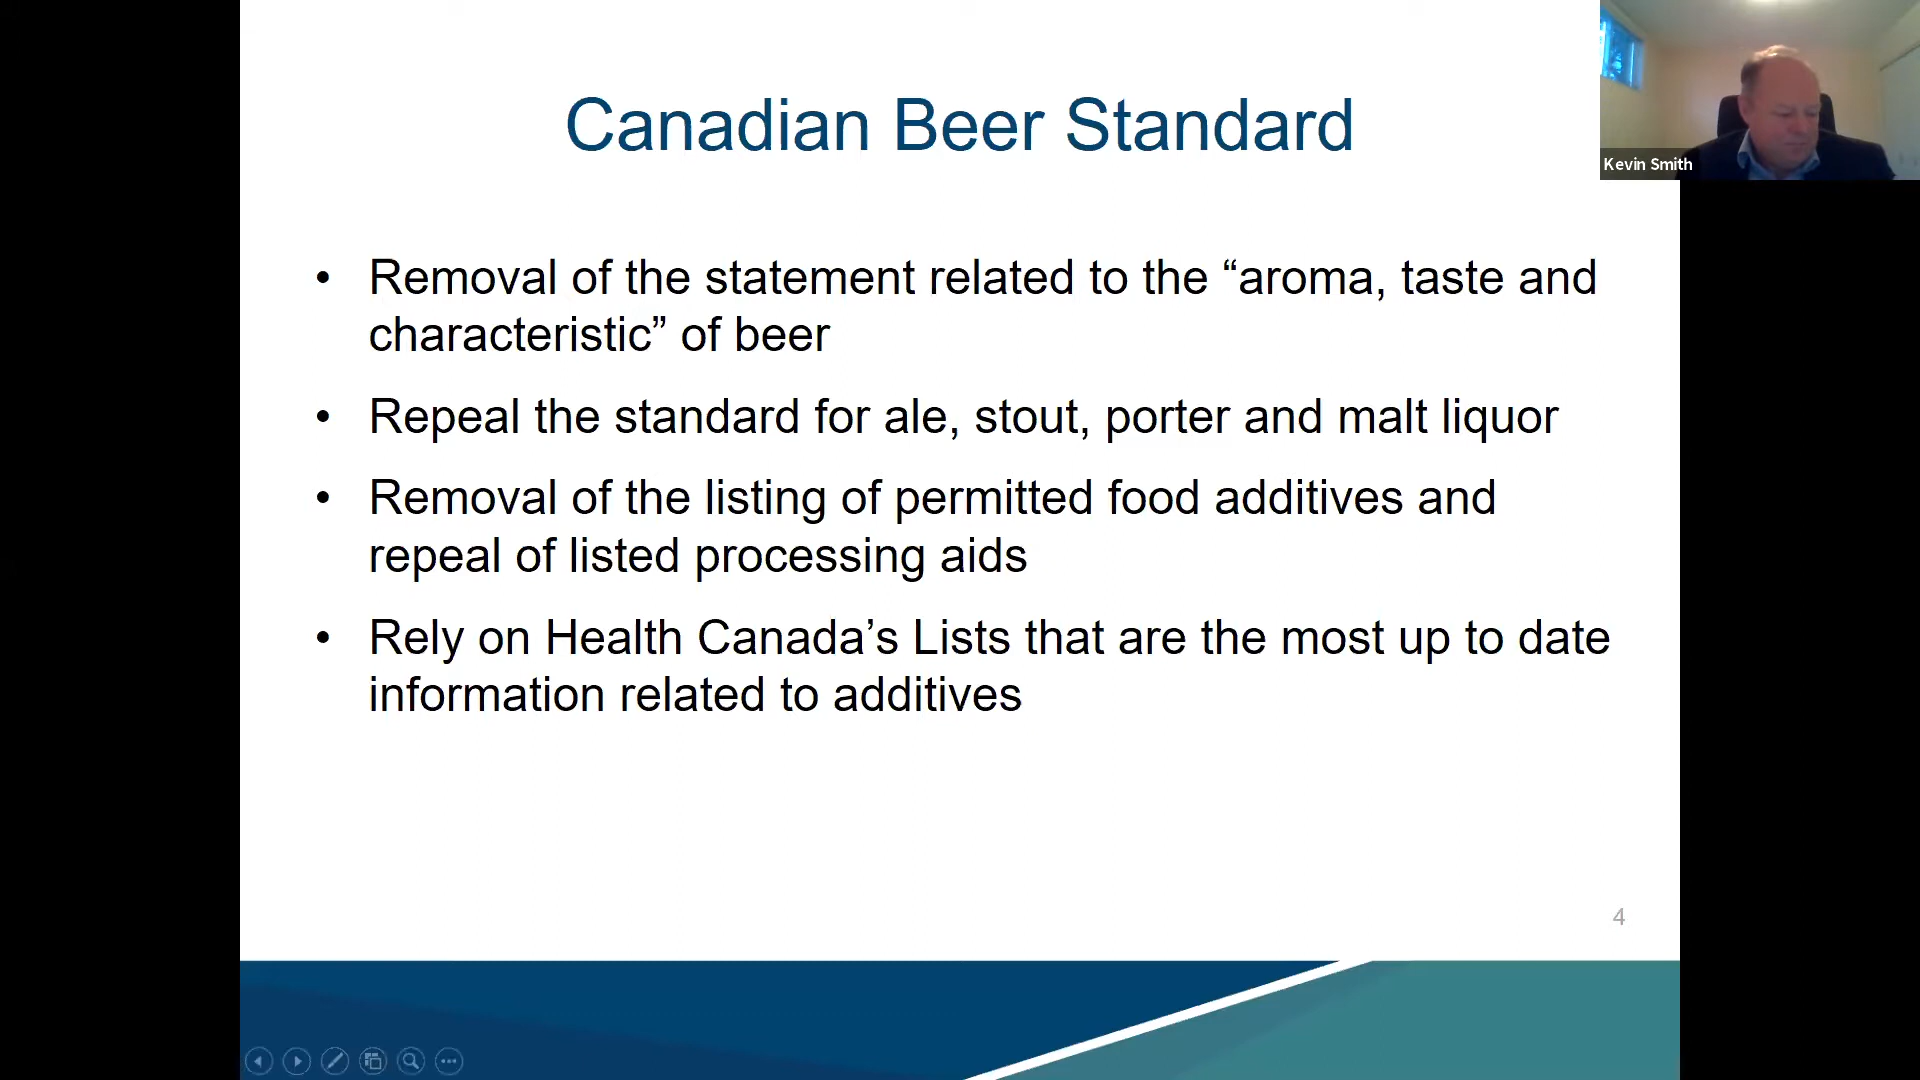 Canadian Beer Standard
Kevin Smith
• Removal of the statement related to the “aroma, taste and
characteristic” of beer
• Repeal the standard for ale, stout, porter and malt liquor
• Removal of the listing of permitted food additives and
repeal of listed processing aids
• Rely on Health Canada’s Lists that are the most up to date
information related to additives
4